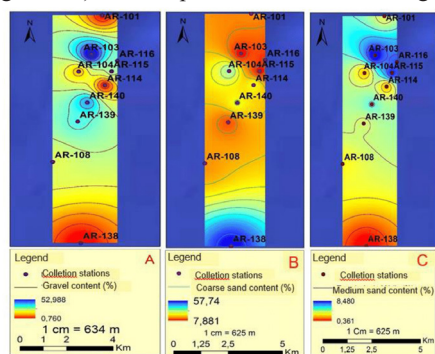 AR-101
AR-103
AR-116
AR-104
AR-115
AR-114
AR-140
AR-139
AR-108
AR-138
Legend
A
Colletion stations
Gravel content (%)
52,988
0,760
1 cm = 634 m
0
2
4
Km
AR-101
AR-103
AR-116
AR-104
AR-115
AR-114
AR-140
AR-139
AR-108
AR-138
Legend
B
Colletion stations
Coarse sand content (%)
57,74
7,881
1 cm = 625 m
0
1,25
2,5
5
Km
AR-101
AR-103
AR-116
AR-104
AR-115
AR-114
AR-140
AR-139
AR-108
AR-138
Legend
C
Colletion stations
Medium sand content (%)
8,480
0,361
1 cm = 625 m
0
1,25
2,5
5
Km